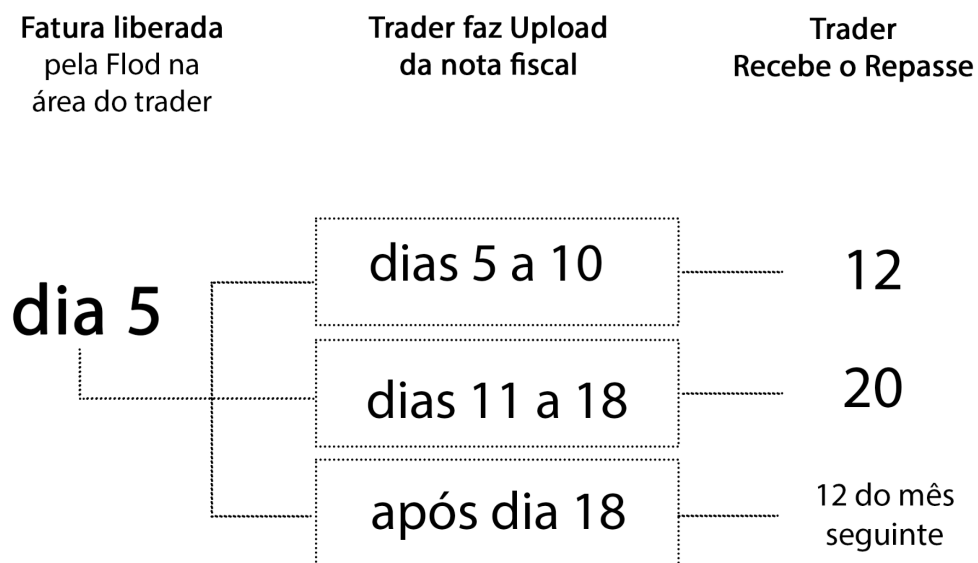 Fatura liberada
pela Flod na
área do trader
Trader faz Upload
da nota fiscal
Trader
Recebe o Repasse
dia 5
dias 5 a 10
12
dias 11 a 18
20
após dia 18
12 do mês
seguinte